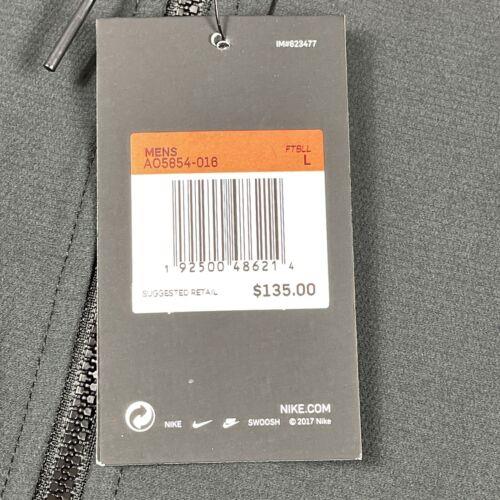 IM#623477
MENS FTBLL
AO5854-016 L
1 92500 48621 4
SUGGESTED RETAIL $135.00
NIKE.COM
NIKE SWOOSH © 2017 Nike